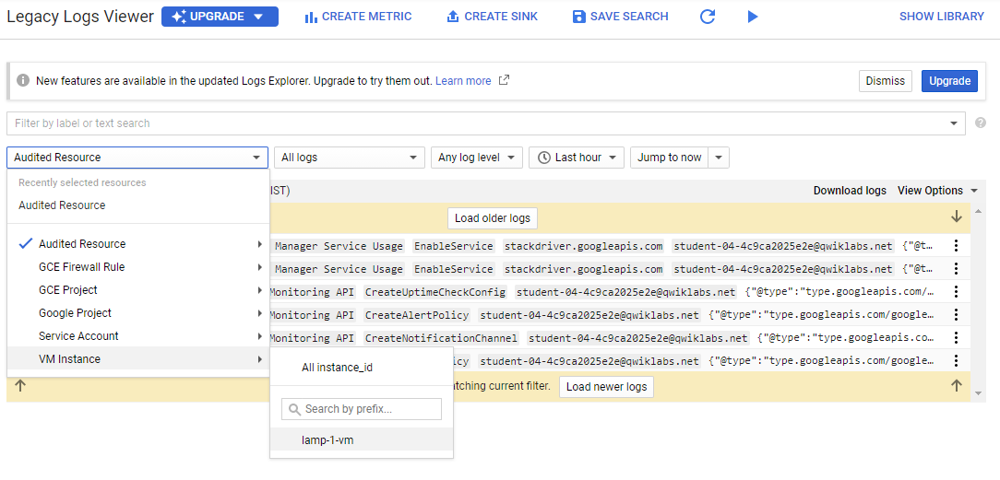 Legacy Logs Viewer UPGRADE CREATE METRIC CREATE SINK SAVE SEARCH SHOW LIBRARY
New features are available in the updated Logs Explorer. Upgrade to try them out. Learn more Dismiss Upgrade
Filter by label or text search
Audited Resource All logs Any log level Last hour Jump to now
Recently selected resources
IST) Download logs View Options
Audited Resource
Load older logs
Audited Resource
Manager Service Usage EnableService stackdriver.googleapis.com student-04-4c9ca2025e2e@qwiklabs.net {"@t…
GCE Firewall Rule
Manager Service Usage EnableService stackdriver.googleapis.com student-04-4c9ca2025e2e@qwiklabs.net {"@t…
GCE Project
Monitoring API CreateUptimeCheckConfig student-04-4c9ca2025e2e@qwiklabs.net {"@type":"type.googleapis.com/…
Google Project
Monitoring API CreateAlertPolicy student-04-4c9ca2025e2e@qwiklabs.net {"@type":"type.googleapis.com/google…
Service Account
Monitoring API CreateNotificationChannel student-04-4c9ca2025e2e@qwiklabs.net {"@type":"type.googleapis.co…
VM Instance
icy student-04-4c9ca2025e2e@qwiklabs.net {"@type":"type.googleapis.com/google…
All instance_id
tching current filter. Load newer logs
Search by prefix...
lamp-1-vm